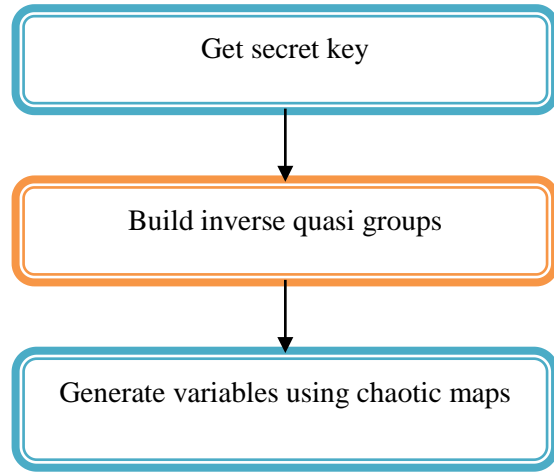 Get secret key
Build inverse quasi groups
Generate variables using chaotic maps